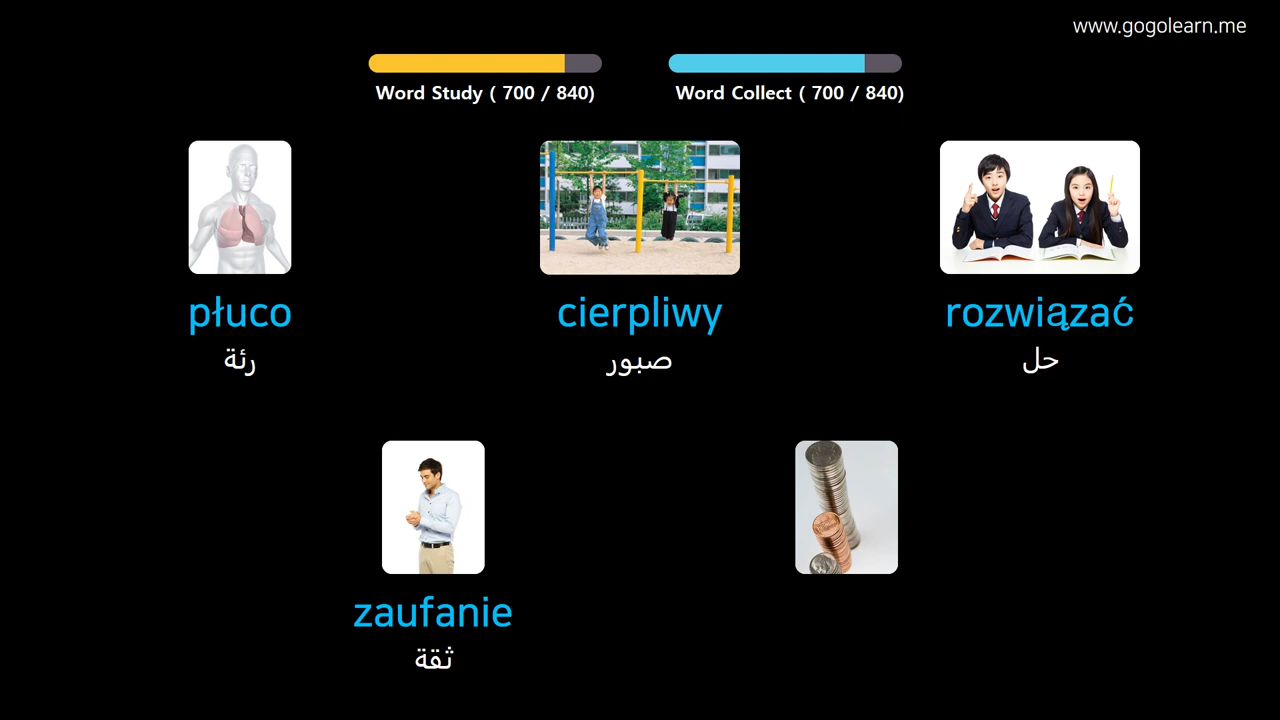 www.gogolearn.me
Word Study ( 700 / 840)
Word Collect ( 700 / 840)
płuco
رئة
cierpliwy
صبور
rozwiązać
حل
zaufanie
ثقة